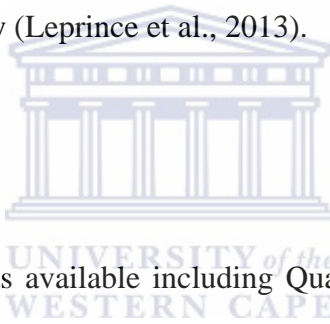 y (Leprince et al., 2013).
UNIVERSITY of the
s available including Qua
WESTERN CAPE